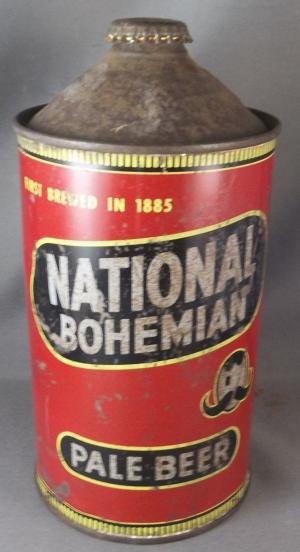 FIRST BREWED IN 1885
NATIONAL
BOHEMIAN
PALE BEER